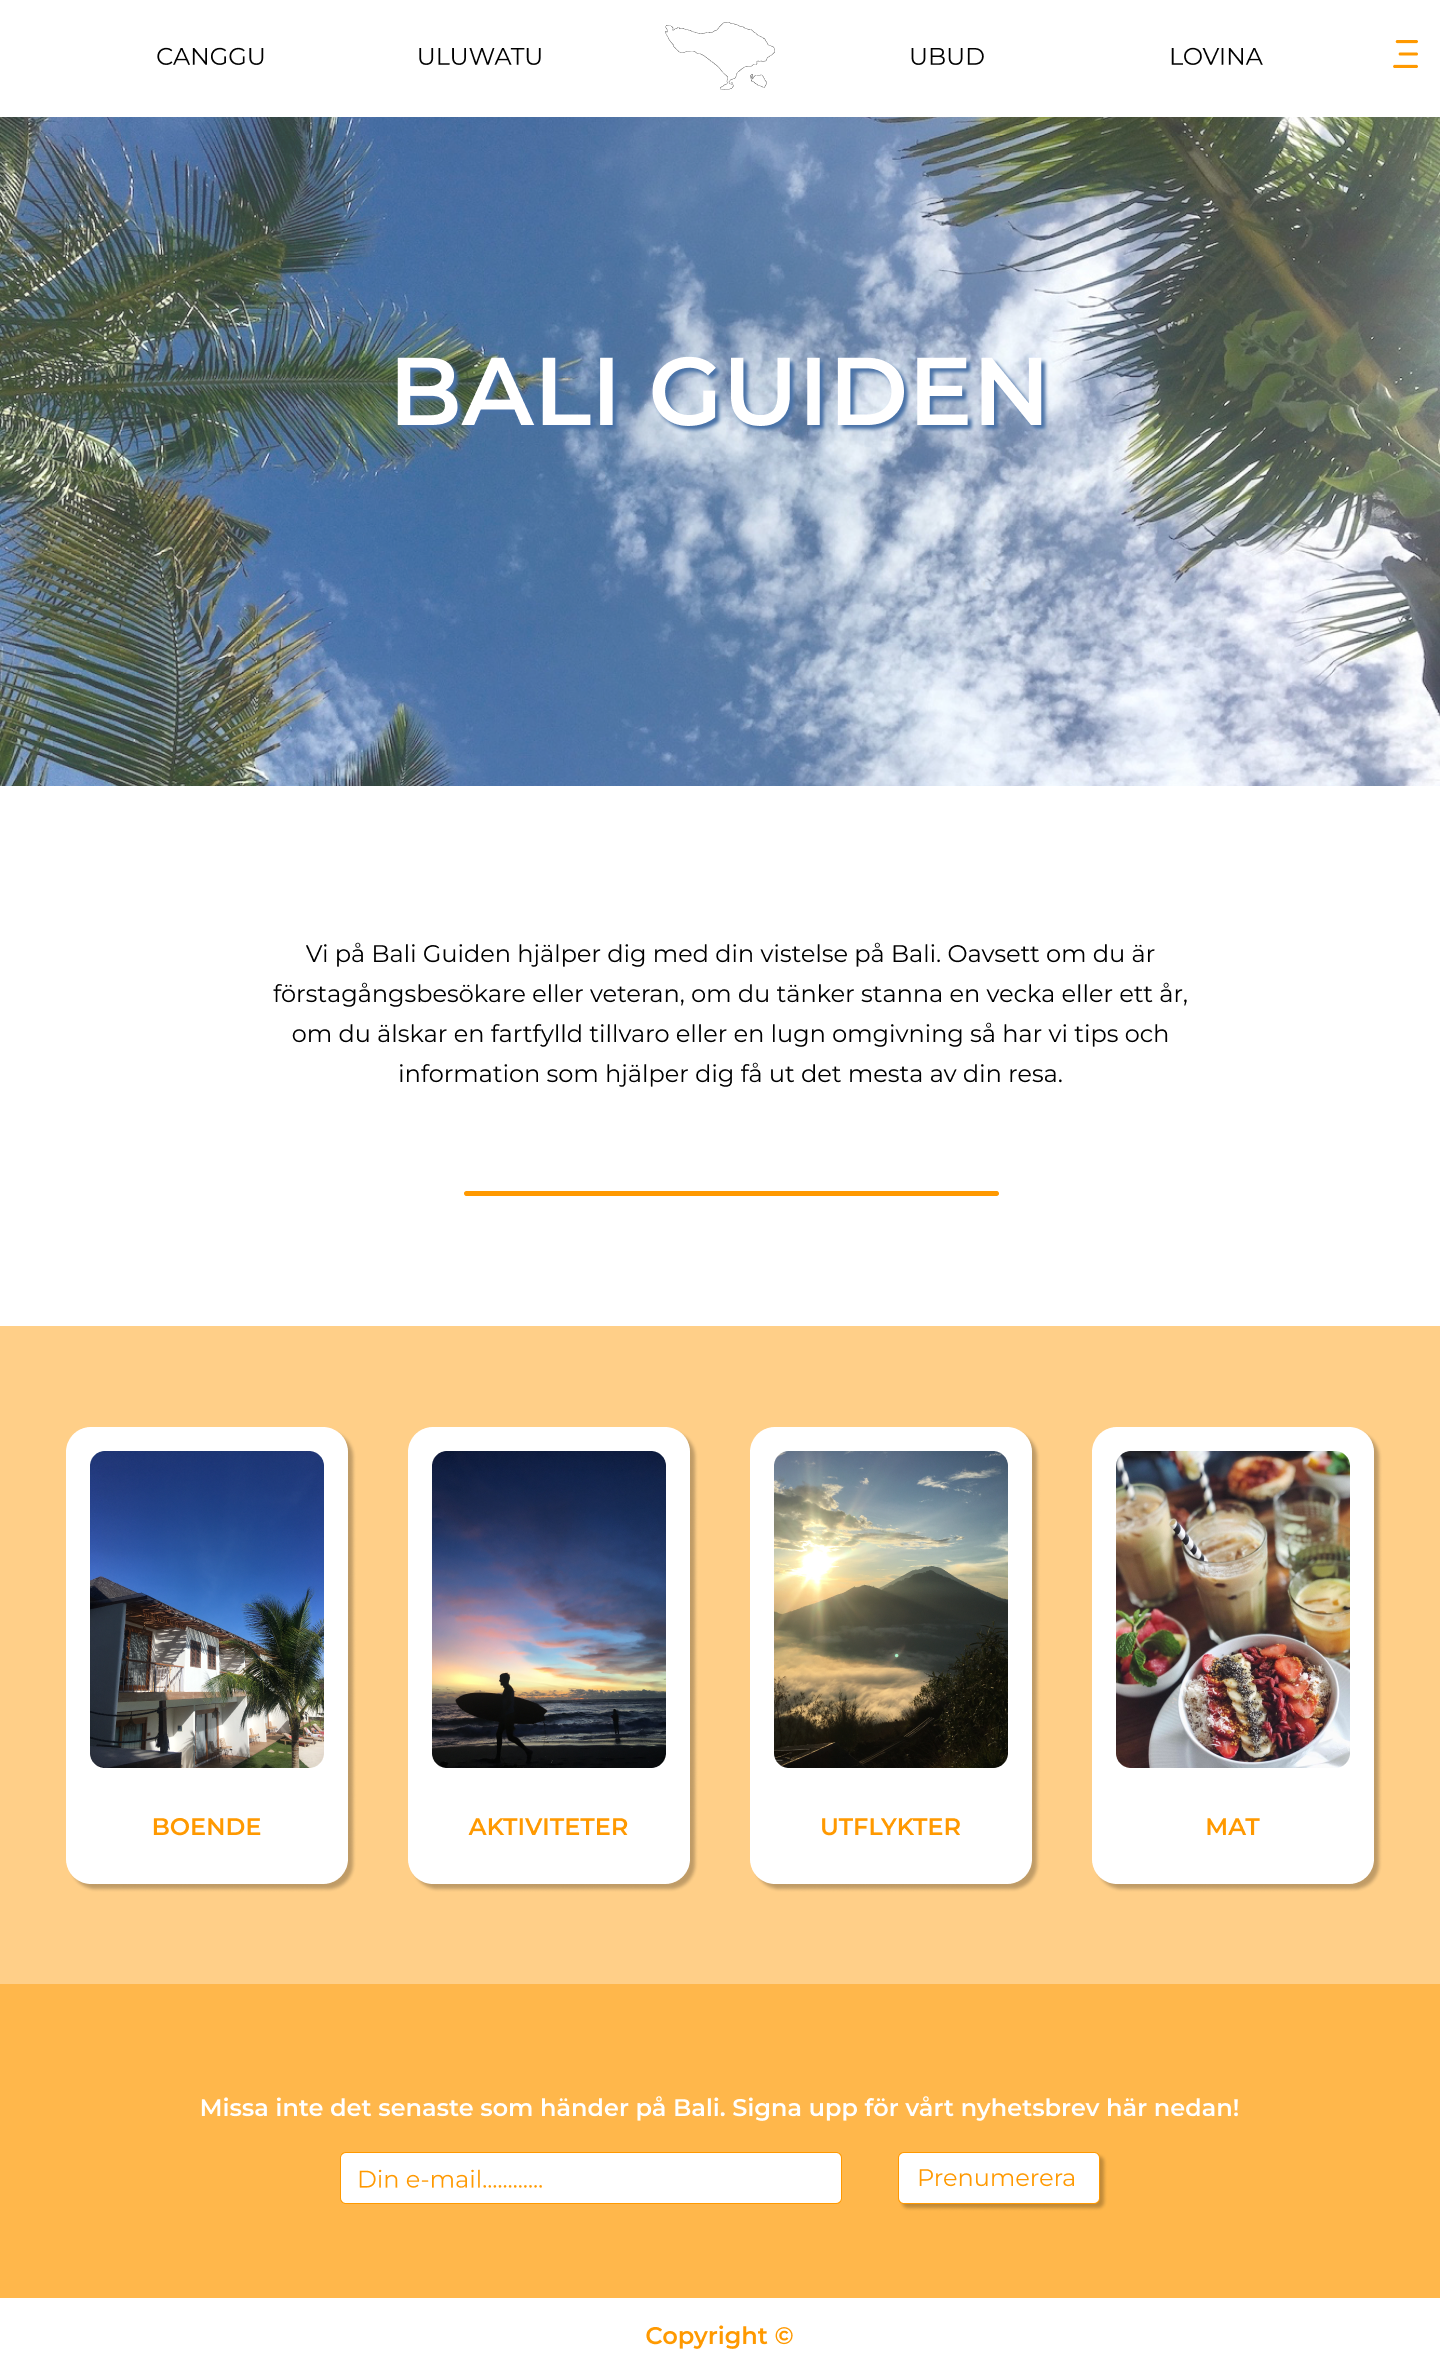 CANGGU
ULUWATU
UBUD
LOVINA
BALI GUIDEN
Vi på Bali Guiden hjälper dig med din vistelse på Bali. Oavsett om du är
förstagångsbesökare eller veteran, om du tänker stanna en vecka eller ett år,
om du älskar en fartfylld tillvaro eller en lugn omgivning så har vi tips och
information som hjälper dig få ut det mesta av din resa.
BOENDE
AKTIVITETER
UTFLYKTER
MAT
Missa inte det senaste som händer på Bali. Signa upp för vårt nyhetsbrev här nedan!
Din e-mail............
Prenumerera
Copyright ©